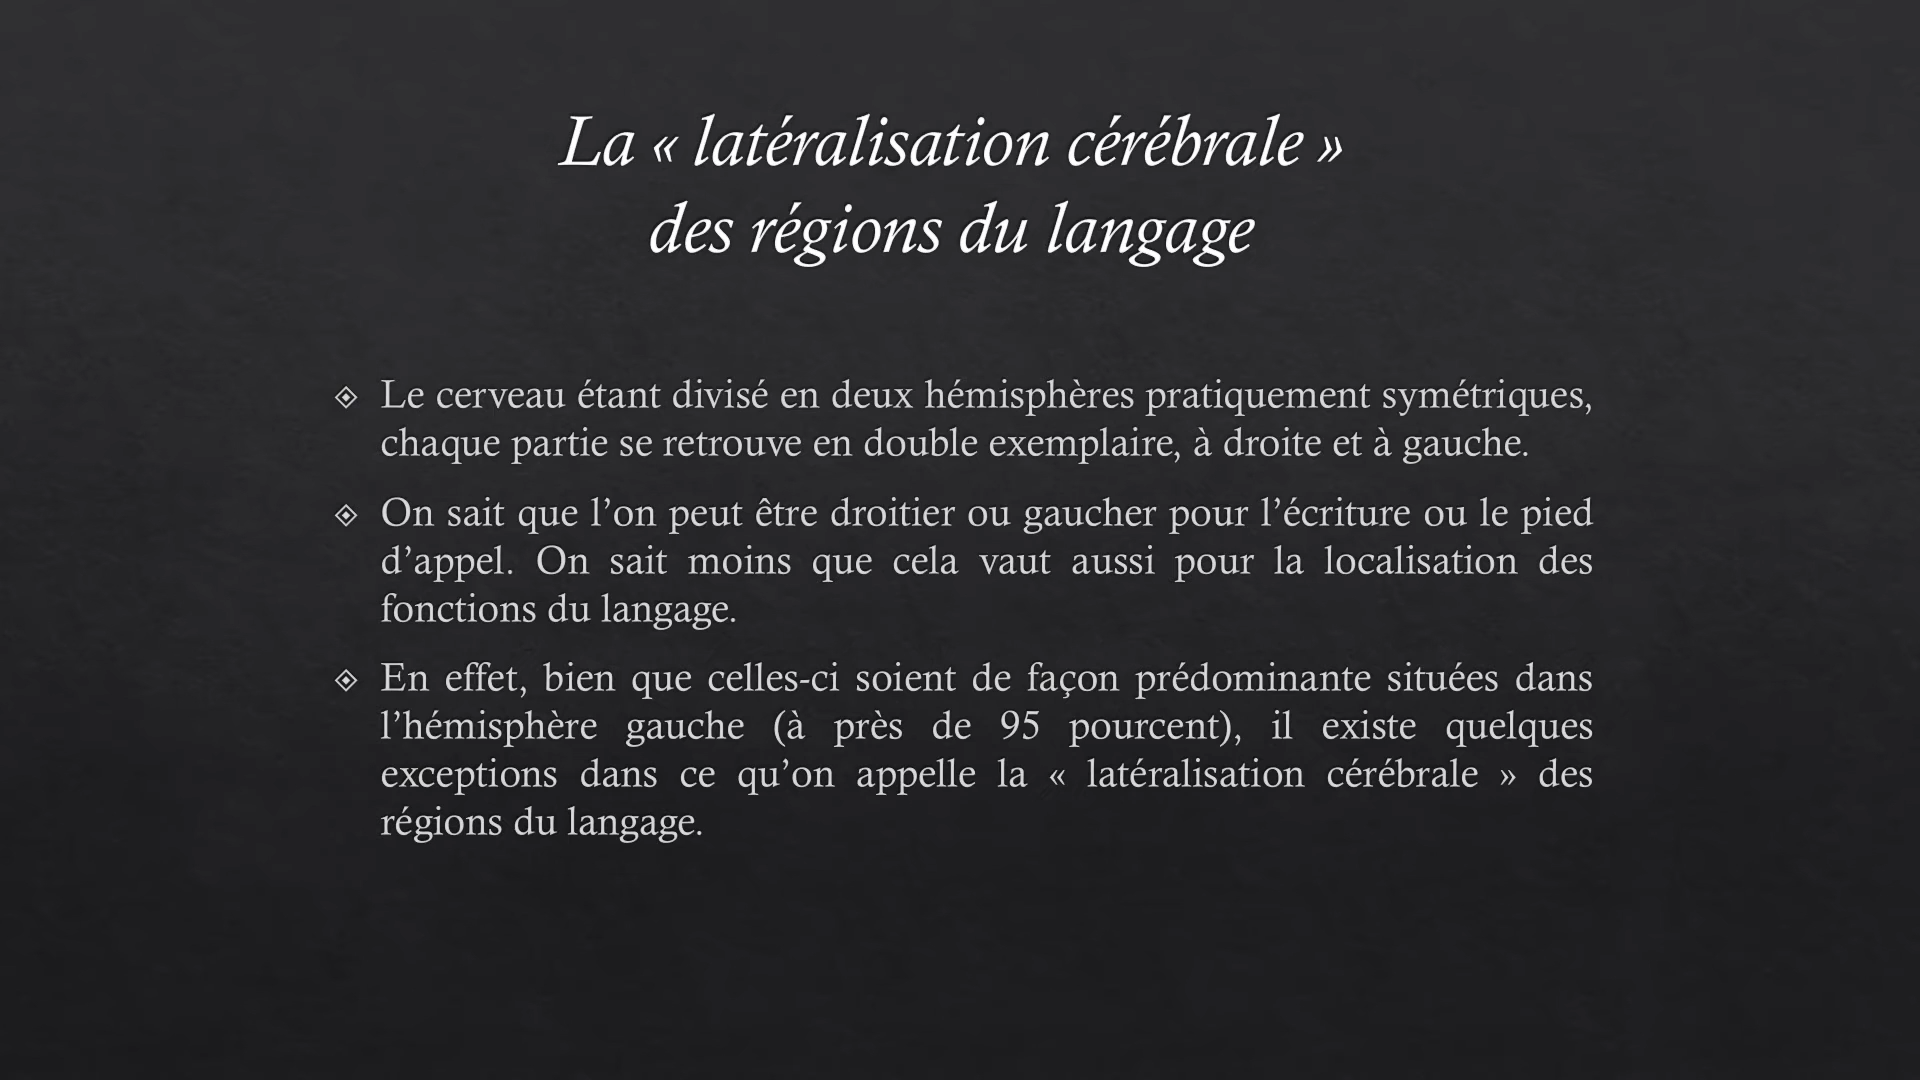 La « latéralisation cérébrale »
des régions du langage
Le cerveau étant divisé en deux hémisphères pratiquement symétriques,
chaque partie se retrouve en double exemplaire, à droite et à gauche.
On sait que l’on peut être droitier ou gaucher pour l’écriture ou le pied
d’appel. On sait moins que cela vaut aussi pour la localisation des
fonctions du langage.
En effet, bien que celles-ci soient de façon prédominante situées dans
l’hémisphère gauche (à près de 95 pourcent), il existe quelques
exceptions dans ce qu’on appelle la « latéralisation cérébrale » des
régions du langage.